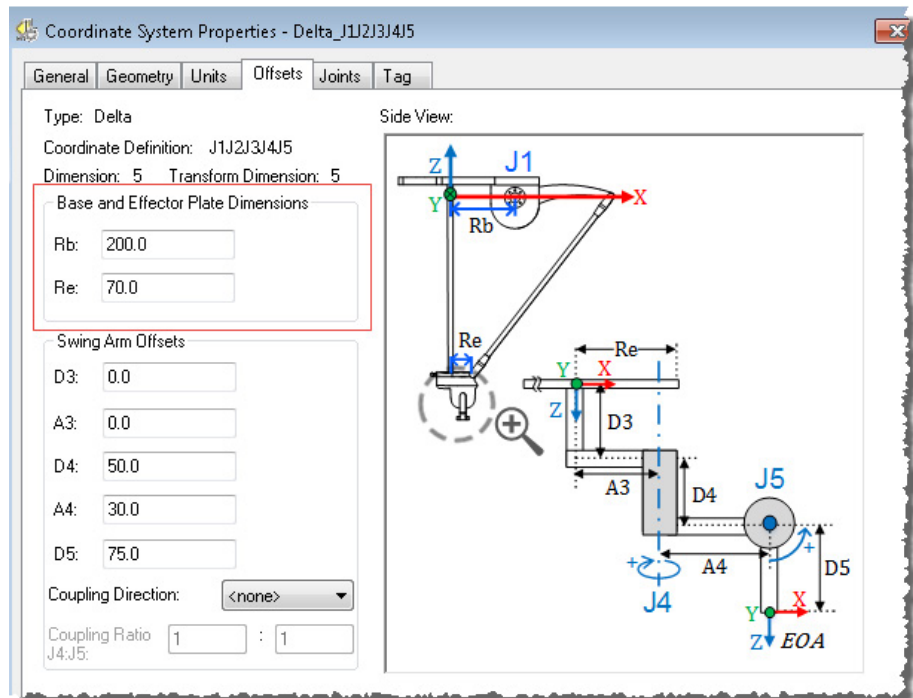 Coordinate System Properties - Delta_J1J2J3J4J5
General Geometry Units Offsets Joints Tag
Type: Delta
Coordinate Definition: J1J2J3J4J5
Dimension: 5 Transform Dimension: 5
Base and Effector Plate Dimensions
Rb: 200.0
Re: 70.0
Swing Arm Offsets
D3: 0.0
A3: 0.0
D4: 50.0
A4: 30.0
D5: 75.0
Coupling Direction: <none>
Coupling Ratio J4:J5: 1 : 1
Side View:
Z J1
Y X
Rb
Re
Re
Y X
Z D3
A3 D4 J5
+ A4 + D5
J4
Y X
Z EOA